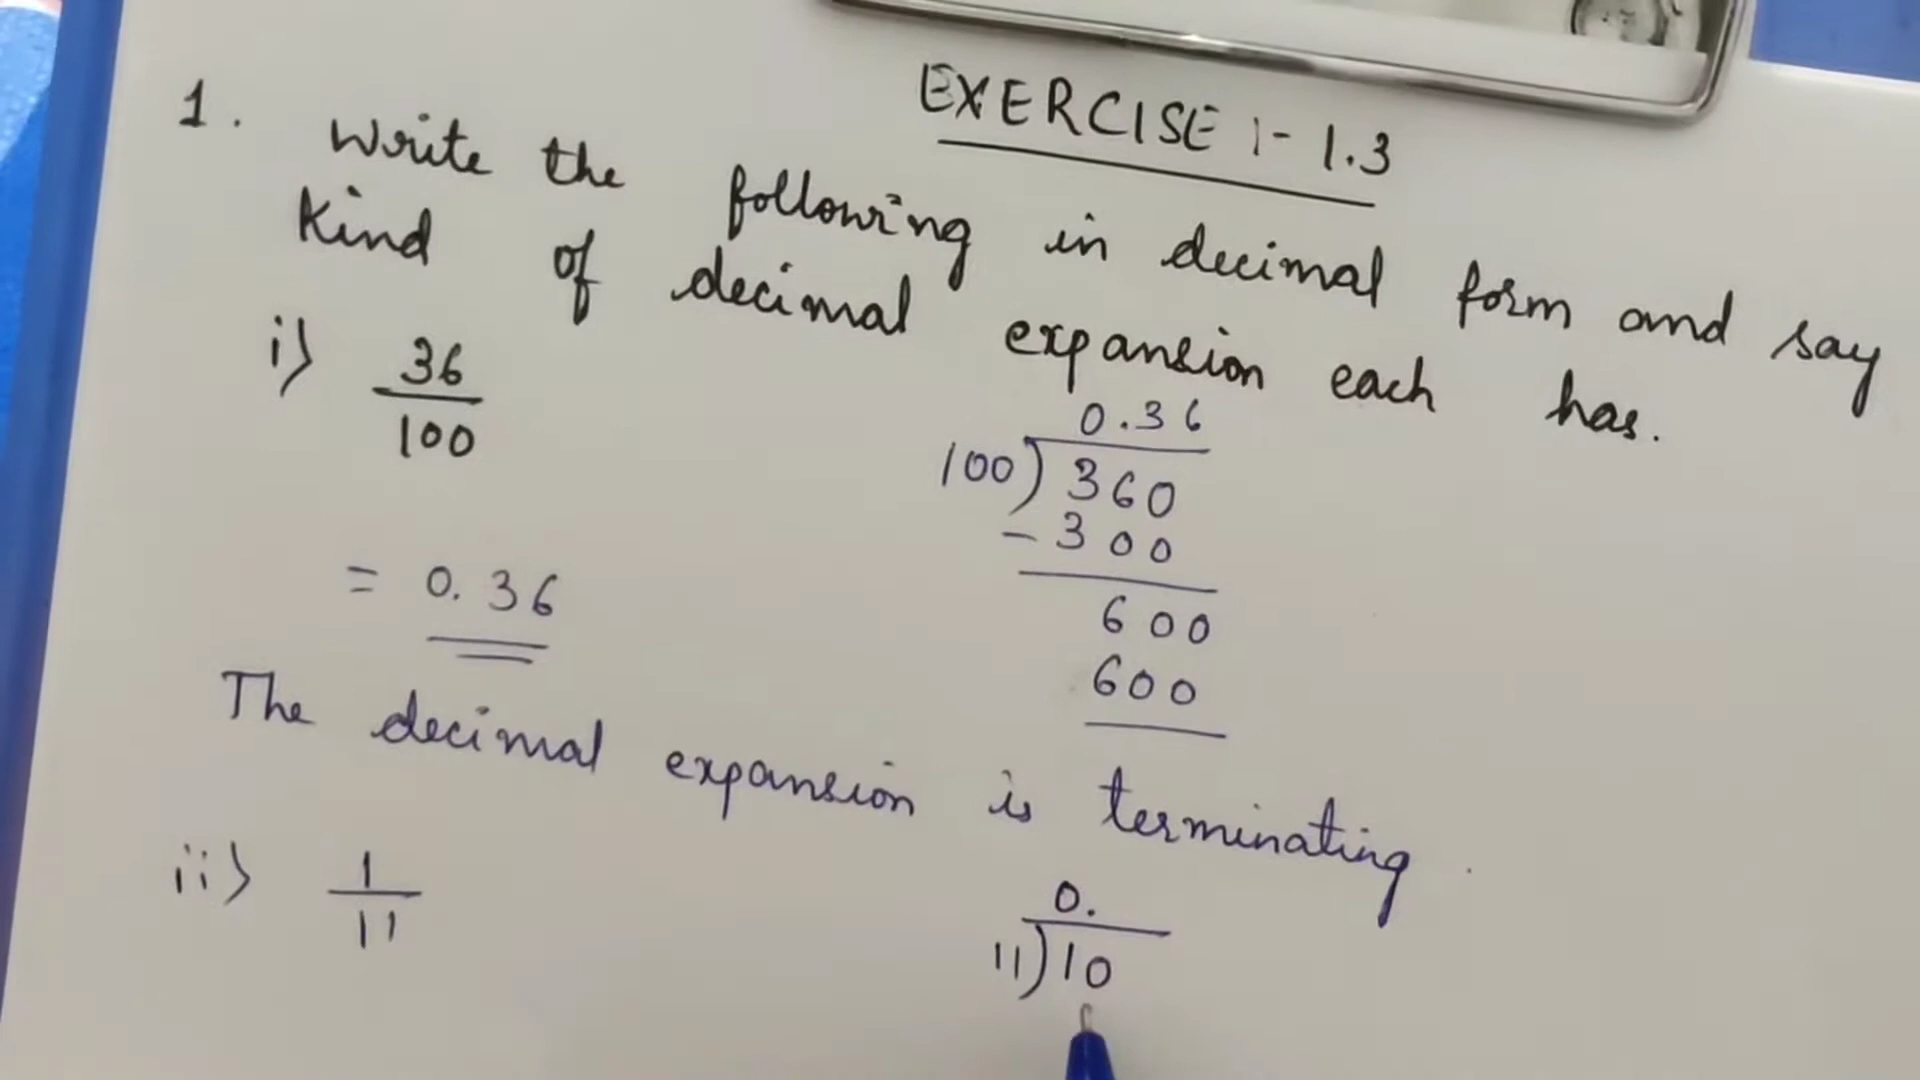 EXERCISE :- 1.3
1. Write the following in decimal form and say
Kind of decimal expansion each has.
i) 36/100
0.36
100)360
-300
600
600
= 0.36
The decimal expansion is terminating.
ii) 1/11
0.
11)10